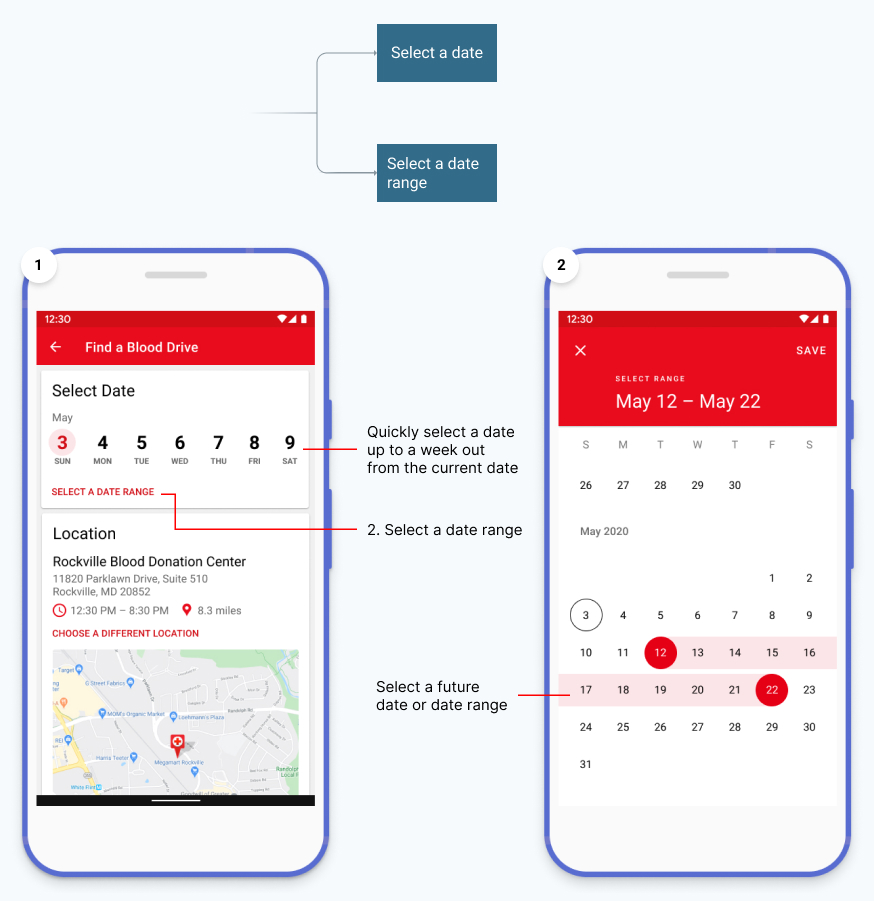 Select a date
Select a date
range
1
12:30
Find a Blood Drive
Select Date
May
3 4 5 6 7 8 9
SUN MON TUE WED THU FRI SAT
SELECT A DATE RANGE
Location
Rockville Blood Donation Center
11820 Parklawn Drive, Suite 510
Rockville, MD 20852
12:30 PM – 8:30 PM 8.3 miles
CHOOSE A DIFFERENT LOCATION
Target
G Street Fabrics
MOM's Organic Market
Loehmann's Plaza
Randolph Rd
REI
Harris Teeter
Megamart Rockville
Randolph
Local P
White Flint
Quickly select a date
up to a week out
from the current date
2. Select a date range
Select a future
date or date range
2
12:30
SAVE
SELECT RANGE
May 12 – May 22
S M T W T F S
26 27 28 29 30
May 2020
1 2
3 4 5 6 7 8 9
10 11 12 13 14 15 16
17 18 19 20 21 22 23
24 25 26 27 28 29 30
31